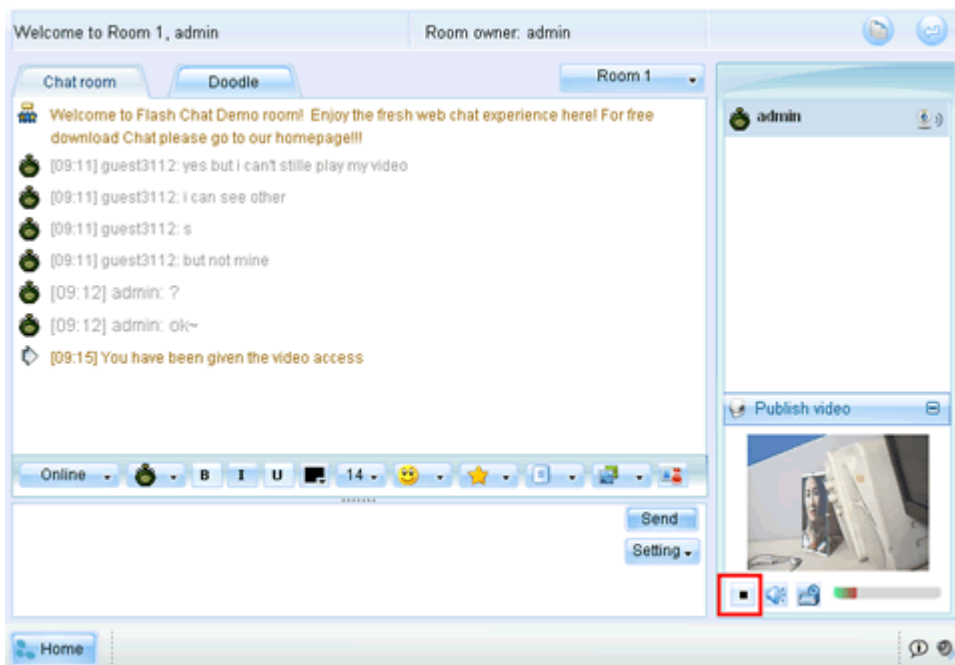 Welcome to Room 1, admin
Room owner: admin
Chat room
Doodle
Room 1
Welcome to Flash Chat Demo room! Enjoy the fresh web chat experience here! For free
download Chat please go to our homepage!!!
[09:11] guest3112: yes but i can't stille play my video
[09:11] guest3112: i can see other
[09:11] guest3112: s
[09:11] guest3112: but not mine
[09:12] admin: ?
[09:12] admin: ok~
[09:15] You have been given the video access
admin
Publish video
Online
B I U
14
Send
Setting
Home